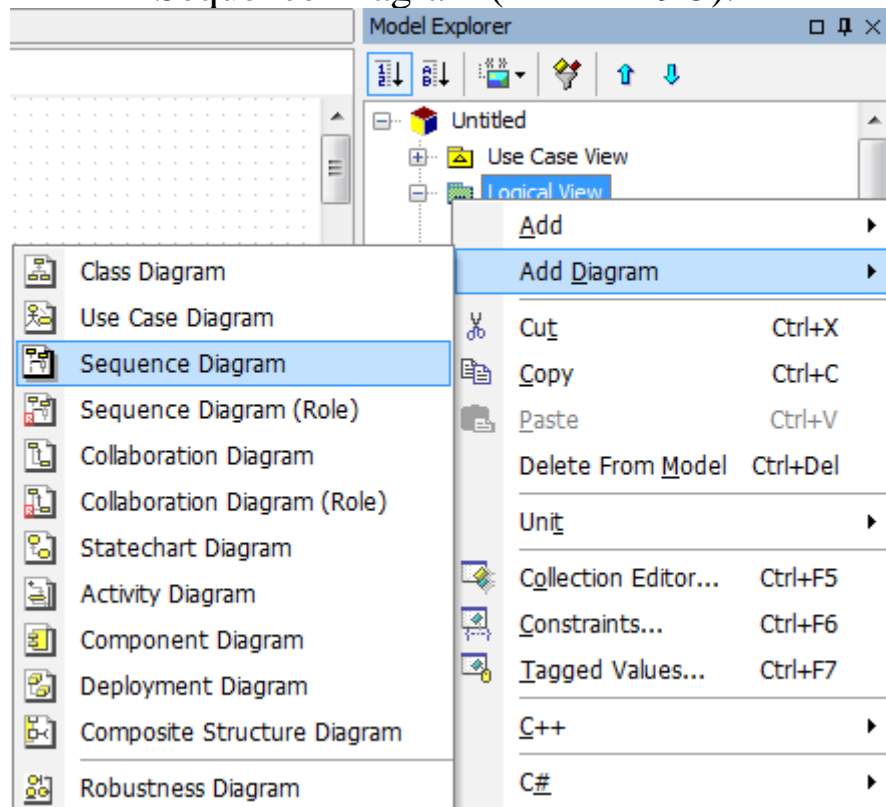 Model Explorer
Untitled
Use Case View
Logical View
Add
Add Diagram
Cut Ctrl+X
Copy Ctrl+C
Paste Ctrl+V
Delete From Model Ctrl+Del
Unit
Collection Editor... Ctrl+F5
Constraints... Ctrl+F6
Tagged Values... Ctrl+F7
C++
C#
Class Diagram
Use Case Diagram
Sequence Diagram
Sequence Diagram (Role)
Collaboration Diagram
Collaboration Diagram (Role)
Statechart Diagram
Activity Diagram
Component Diagram
Deployment Diagram
Composite Structure Diagram
Robustness Diagram